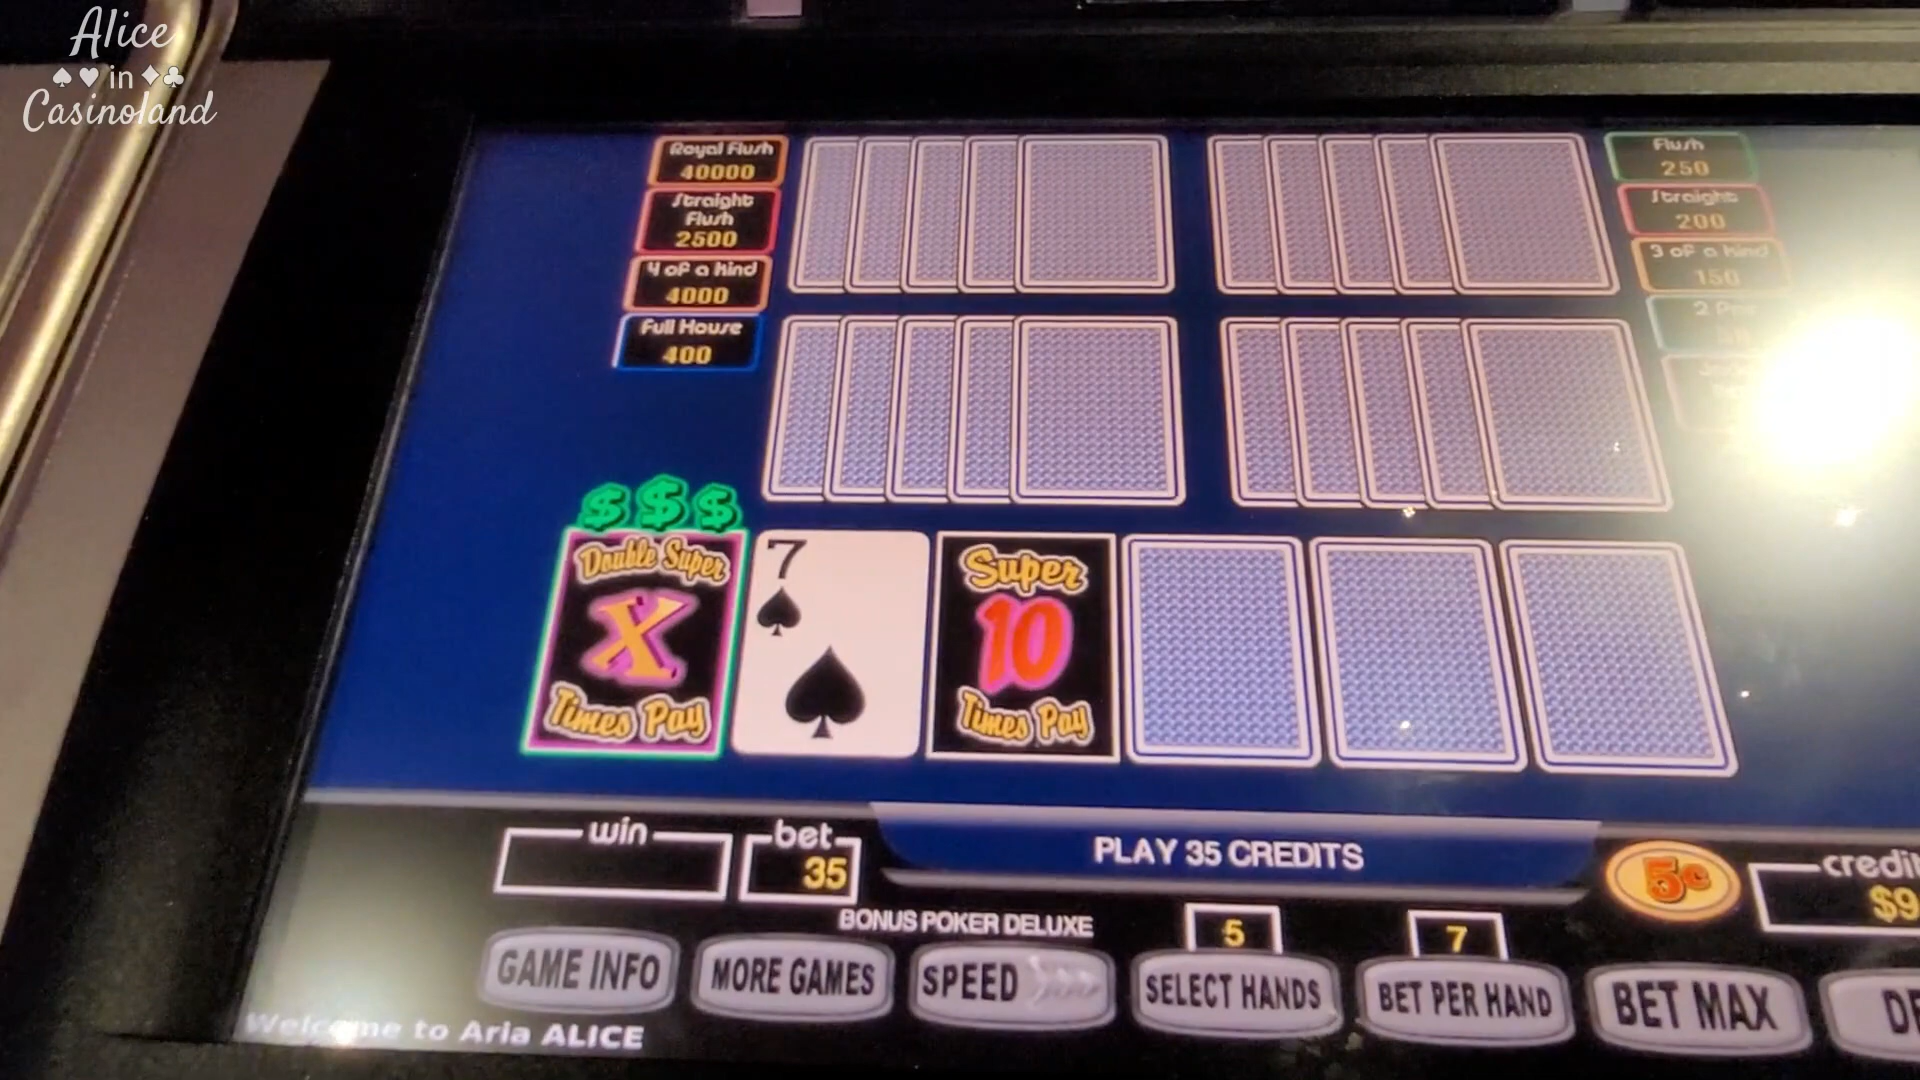 Alice
in
Casinoland
Royal Flush
40000
Straight
Flush
2500
4 of a Kind
4000
Full House
400
Flush
250
Straight
200
3 of a Kind
150
2
$ $ $
Double Super
X
Times Pay
7
Super
10
Times Pay
win
bet
35
PLAY 35 CREDITS
5¢
credit
$9
BONUS POKER DELUXE
5
7
GAME INFO
MORE GAMES
SPEED
SELECT HANDS
BET PER HAND
BET MAX
Welcome to Aria ALICE